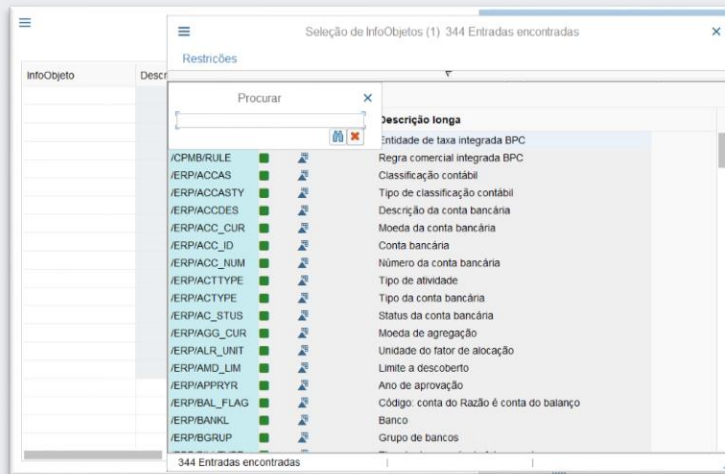 Seleção de InfoObjetos (1) 344 Entradas encontradas
Restrições
InfoObjeto
Descr
Procurar
Descrição longa
Entidade de taxa integrada BPC
/CPMB/RULE Regra comercial integrada BPC
/ERP/ACCAS Classificação contábil
/ERP/ACCASTY Tipo de classificação contábil
/ERP/ACCDES Descrição da conta bancária
/ERP/ACC_CUR Moeda da conta bancária
/ERP/ACC_ID Conta bancária
/ERP/ACC_NUM Número da conta bancária
/ERP/ACTTYPE Tipo de atividade
/ERP/ACTYPE Tipo da conta bancária
/ERP/AC_STUS Status da conta bancária
/ERP/AGG_CUR Moeda de agregação
/ERP/ALR_UNIT Unidade do fator de alocação
/ERP/AMD_LIM Limite a descoberto
/ERP/APPRYR Ano de aprovação
/ERP/BAL_FLAG Código: conta do Razão é conta do balanço
/ERP/BANKL Banco
/ERP/BGRUP Grupo de bancos
344 Entradas encontradas